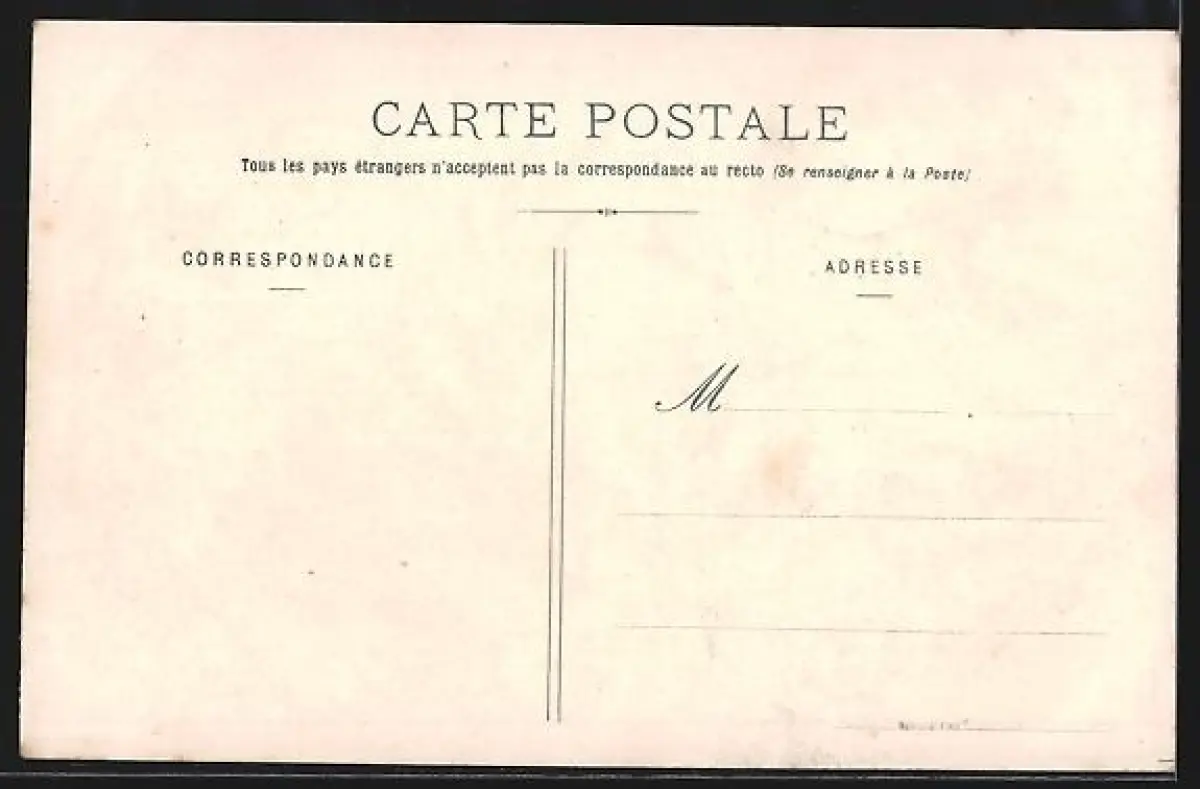 CARTE POSTALE
Tous les pays étrangers n'acceptent pas la correspondance au recto (Se renseigner à la Poste)
CORRESPONDANCE
ADRESSE
M